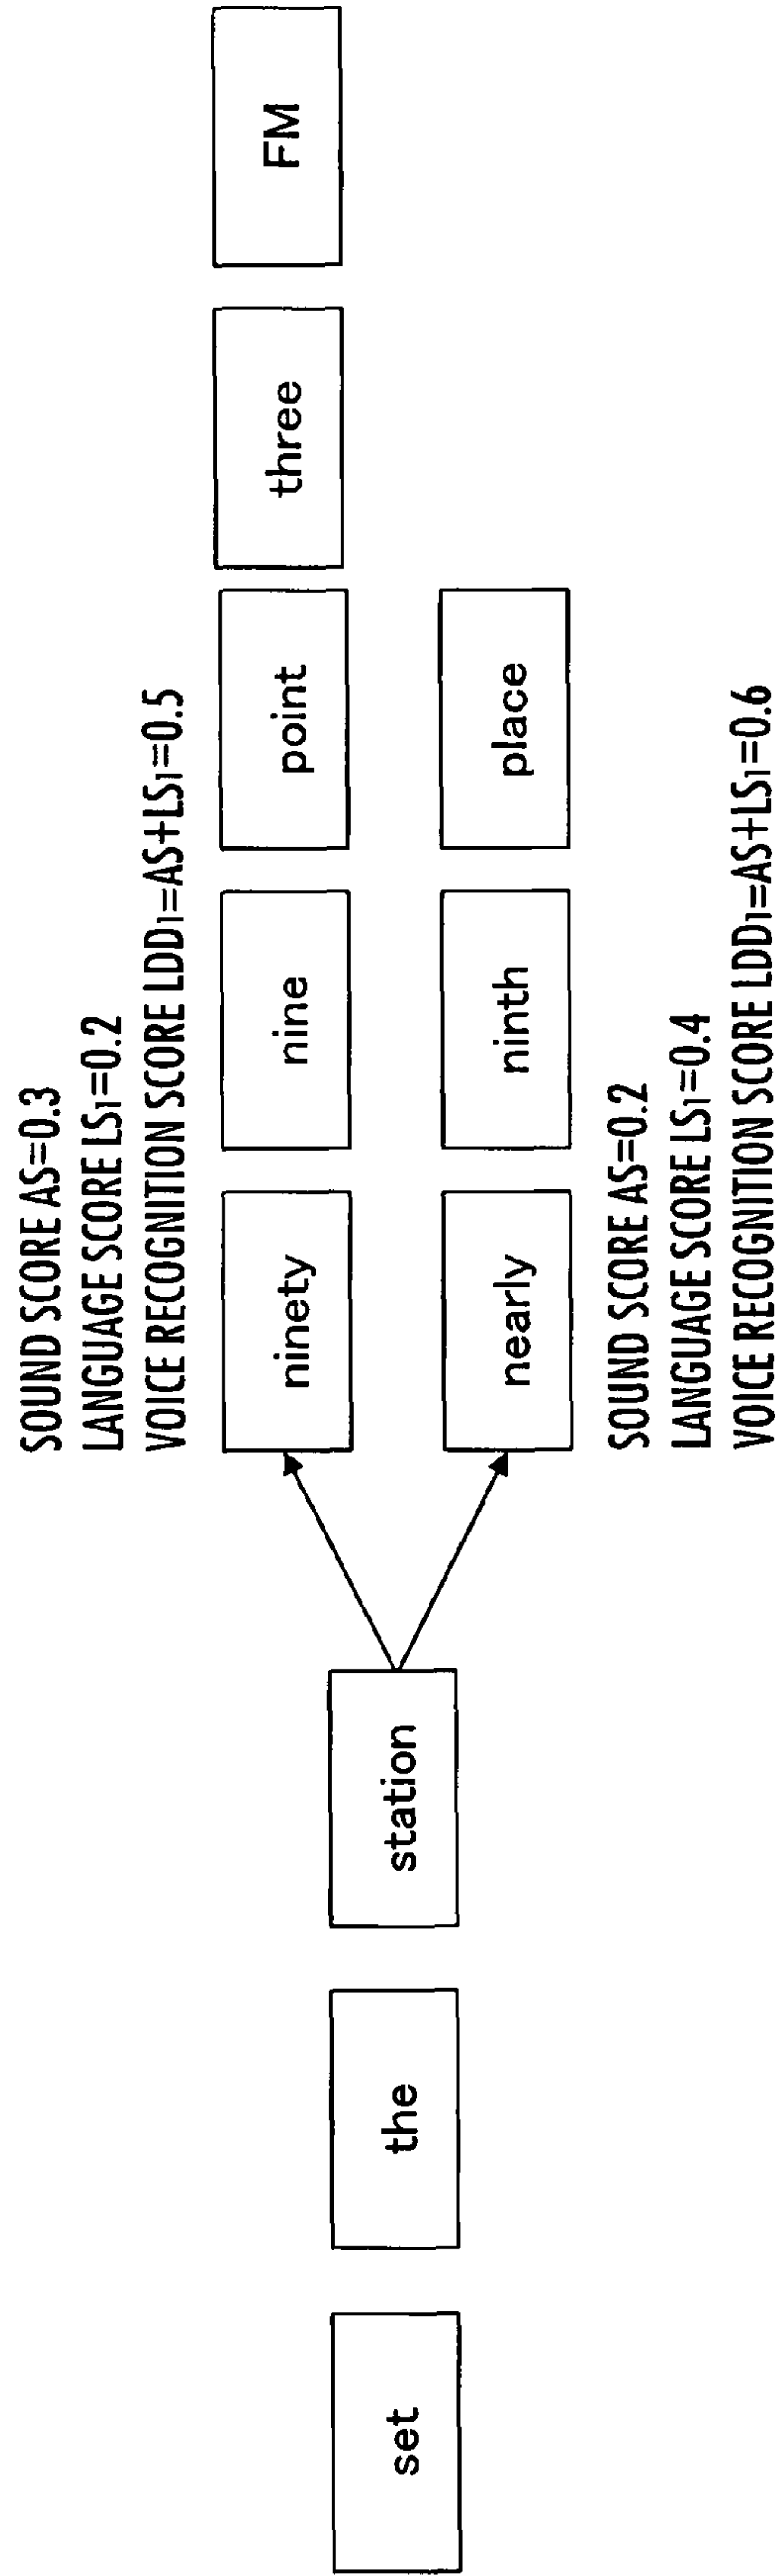 SOUND SCORE AS=0.3
LANGUAGE SCORE LS1=0.2
VOICE RECOGNITION SCORE LDD1=AS+LS1=0.5
ninety nine point three FM
set the station
nearly ninth place
SOUND SCORE AS=0.2
LANGUAGE SCORE LS1=0.4
VOICE RECOGNITION SCORE LDD1=AS+LS1=0.6